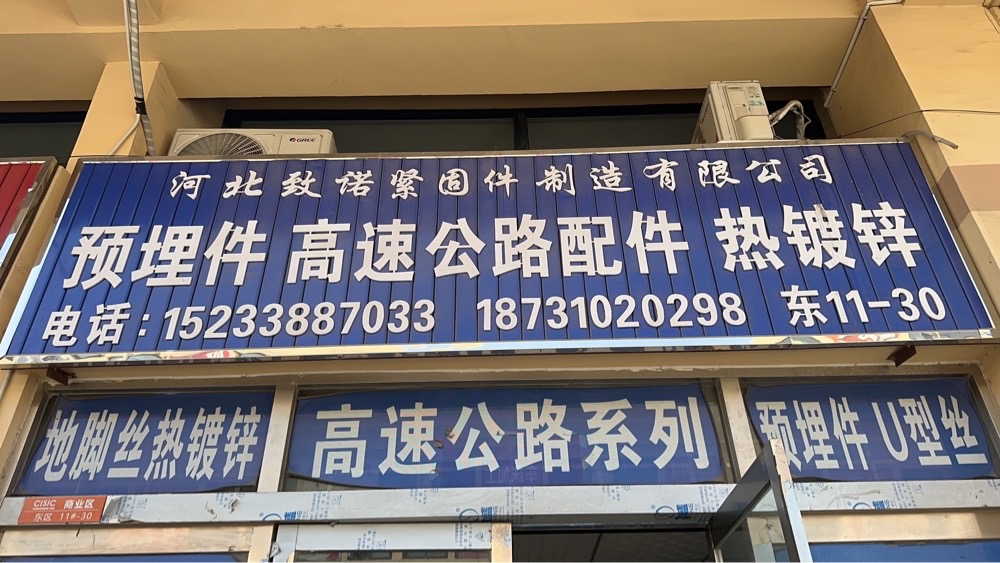 GREE
河北致诺紧固件制造有限公司
预埋件 高速公路配件 热镀锌
电话：15233887033 18731020298 东11-30
地脚丝热镀锌
高速公路系列
预埋件 U型丝
CISIC 商业区
东区 11#-30